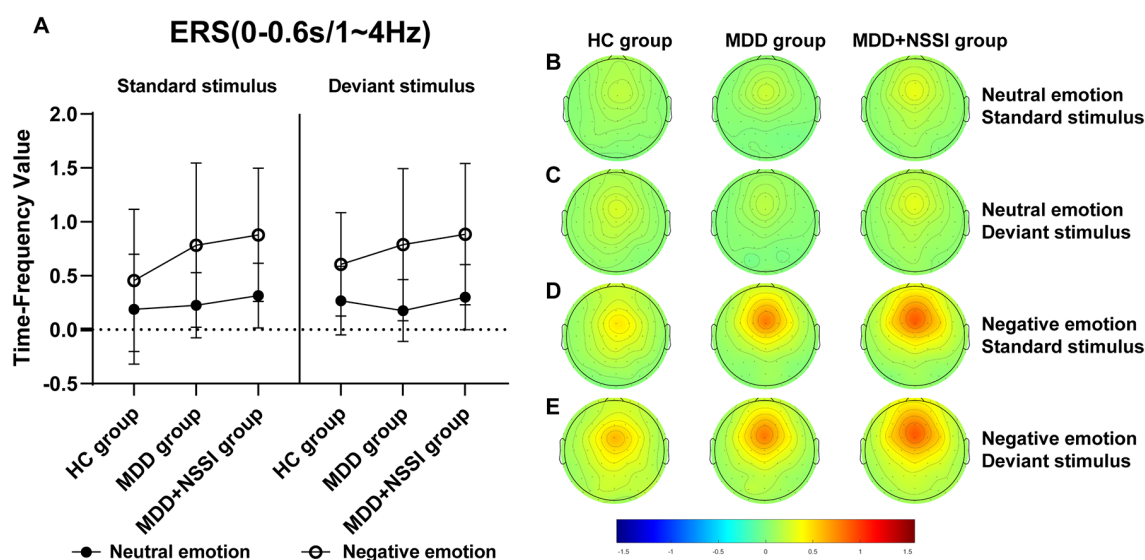 A
ERS(0-0.6s/1~4Hz)
Standard stimulus
Deviant stimulus
Time-Frequency Value
2.0
1.5
1.0
0.5
0.0
-0.5
HC group
MDD group
MDD+NSSI group
HC group
MDD group
MDD+NSSI group
Neutral emotion
Negative emotion
HC group
MDD group
MDD+NSSI group
B
Neutral emotion
Standard stimulus
C
Neutral emotion
Deviant stimulus
D
Negative emotion
Standard stimulus
E
Negative emotion
Deviant stimulus
-1.5 -1 -0.5 0 0.5 1 1.5